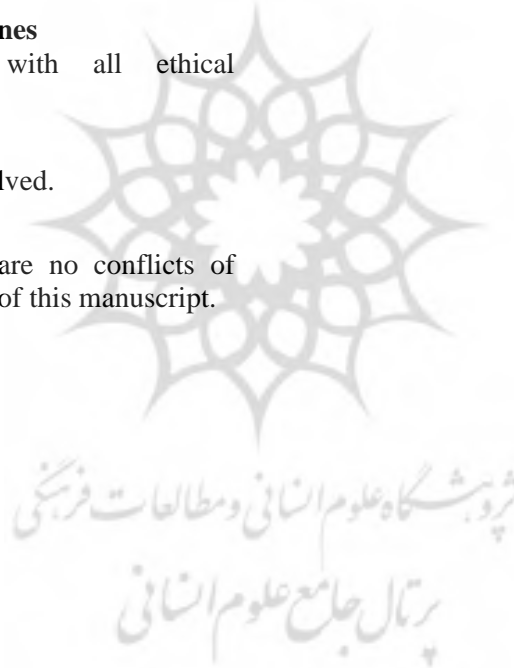 nes
with all ethical
lved.
are no conflicts of
of this manuscript.
پژوهشگاه علوم انسانی و مطالعات فرهنگی
پرتال جامع علوم انسانی